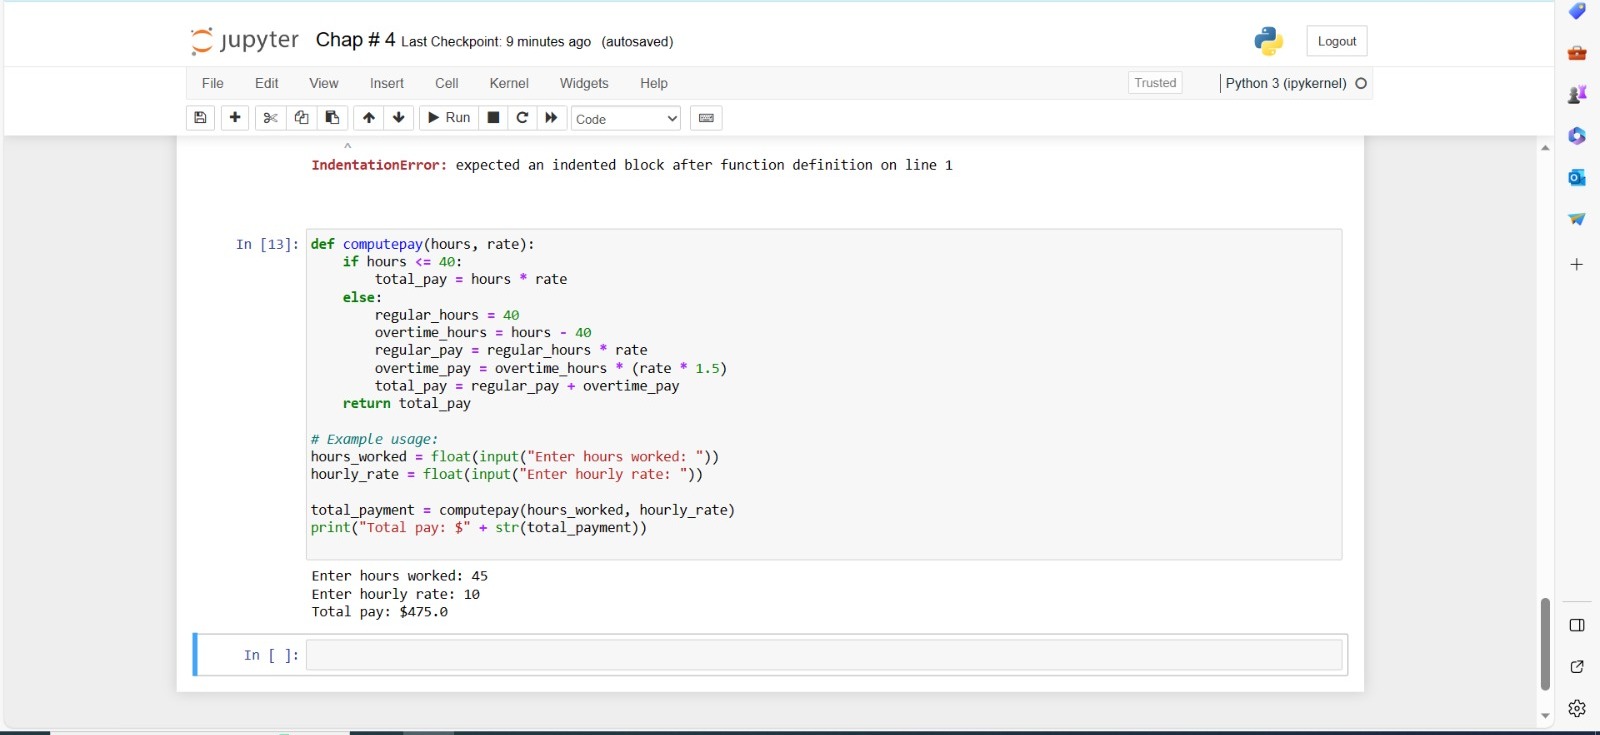 jupyter Chap # 4 Last Checkpoint: 9 minutes ago (autosaved)
Logout
File Edit View Insert Cell Kernel Widgets Help
Trusted
Python 3 (ipykernel)
Run
Code
^
IndentationError: expected an indented block after function definition on line 1
In [13]:
def computepay(hours, rate):
    if hours <= 40:
        total_pay = hours * rate
    else:
        regular_hours = 40
        overtime_hours = hours - 40
        regular_pay = regular_hours * rate
        overtime_pay = overtime_hours * (rate * 1.5)
        total_pay = regular_pay + overtime_pay
    return total_pay
# Example usage:
hours_worked = float(input("Enter hours worked: "))
hourly_rate = float(input("Enter hourly rate: "))
total_payment = computepay(hours_worked, hourly_rate)
print("Total pay: $" + str(total_payment))
Enter hours worked: 45
Enter hourly rate: 10
Total pay: $475.0
In [ ]: